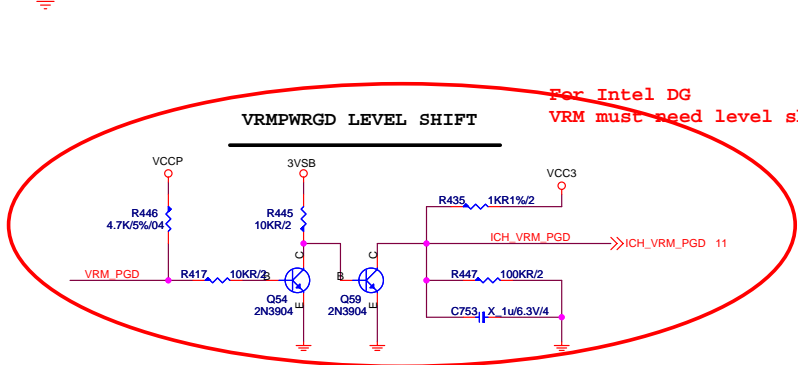 For Intel DG
VRMPWRGD LEVEL SHIFT
VRM must need level
VCCP
3VSB
VCC3
R446
4.7K/5%/04
R445
10KR/2
R435 1KR1%/2
ICH_VRM_PGD
ICH_VRM_PGD 11
VRM_PGD
R417 10KR/2
B
C
E
Q54
2N3904
B
C
E
Q59
2N3904
R447 100KR/2
C753 X_1u/6.3V/4